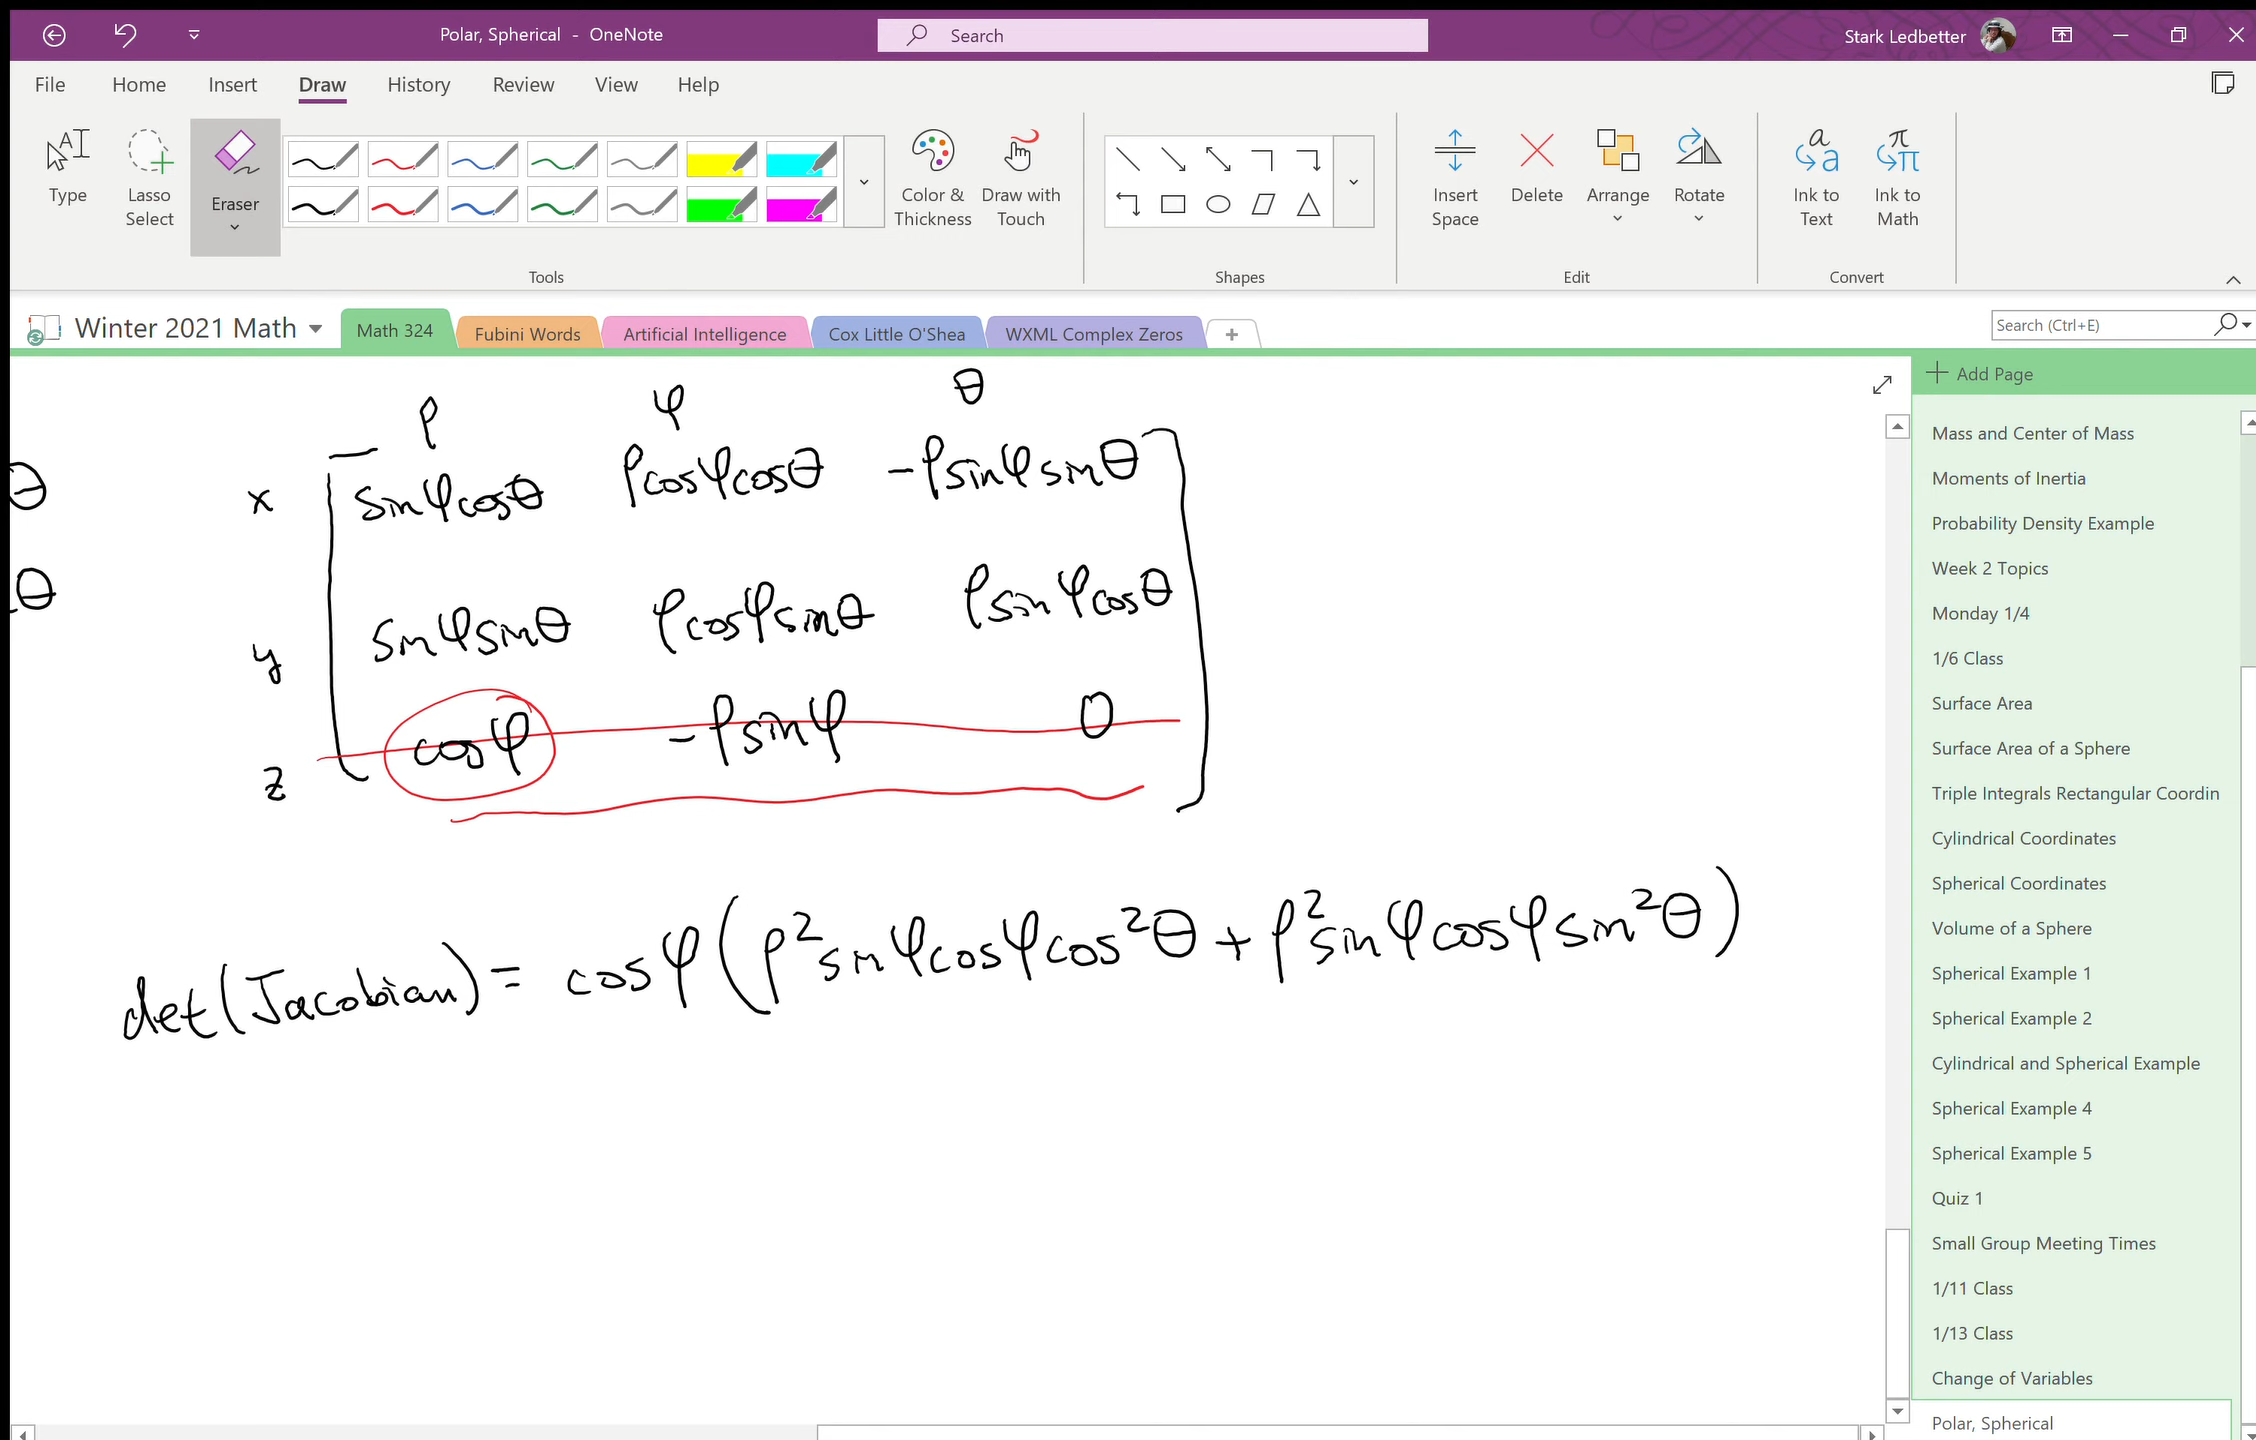 Polar, Spherical - OneNote
Search
Stark Ledbetter
File Home Insert Draw History Review View Help
Type
Lasso Select
Eraser
Color & Thickness
Draw with Touch
Insert Space
Delete
Arrange
Rotate
Ink to Text
Ink to Math
Tools
Shapes
Edit
Convert
Winter 2021 Math
Math 324
Fubini Words
Artificial Intelligence
Cox Little O'Shea
WXML Complex Zeros
+
Search (Ctrl+E)
ρ φ θ
θ
x sinφcosθ ρcosφcosθ -ρsinφsinθ
θ
y sinφsinθ ρcosφsinθ ρsinφcosθ
z cosφ -ρsinφ 0
det(Jacobian) = cosφ(ρ²sinφcosφcos²θ + ρ²sinφcosφsin²θ)
Add Page
Mass and Center of Mass
Moments of Inertia
Probability Density Example
Week 2 Topics
Monday 1/4
1/6 Class
Surface Area
Surface Area of a Sphere
Triple Integrals Rectangular Coordin
Cylindrical Coordinates
Spherical Coordinates
Volume of a Sphere
Spherical Example 1
Spherical Example 2
Cylindrical and Spherical Example
Spherical Example 4
Spherical Example 5
Quiz 1
Small Group Meeting Times
1/11 Class
1/13 Class
Change of Variables
Polar, Spherical